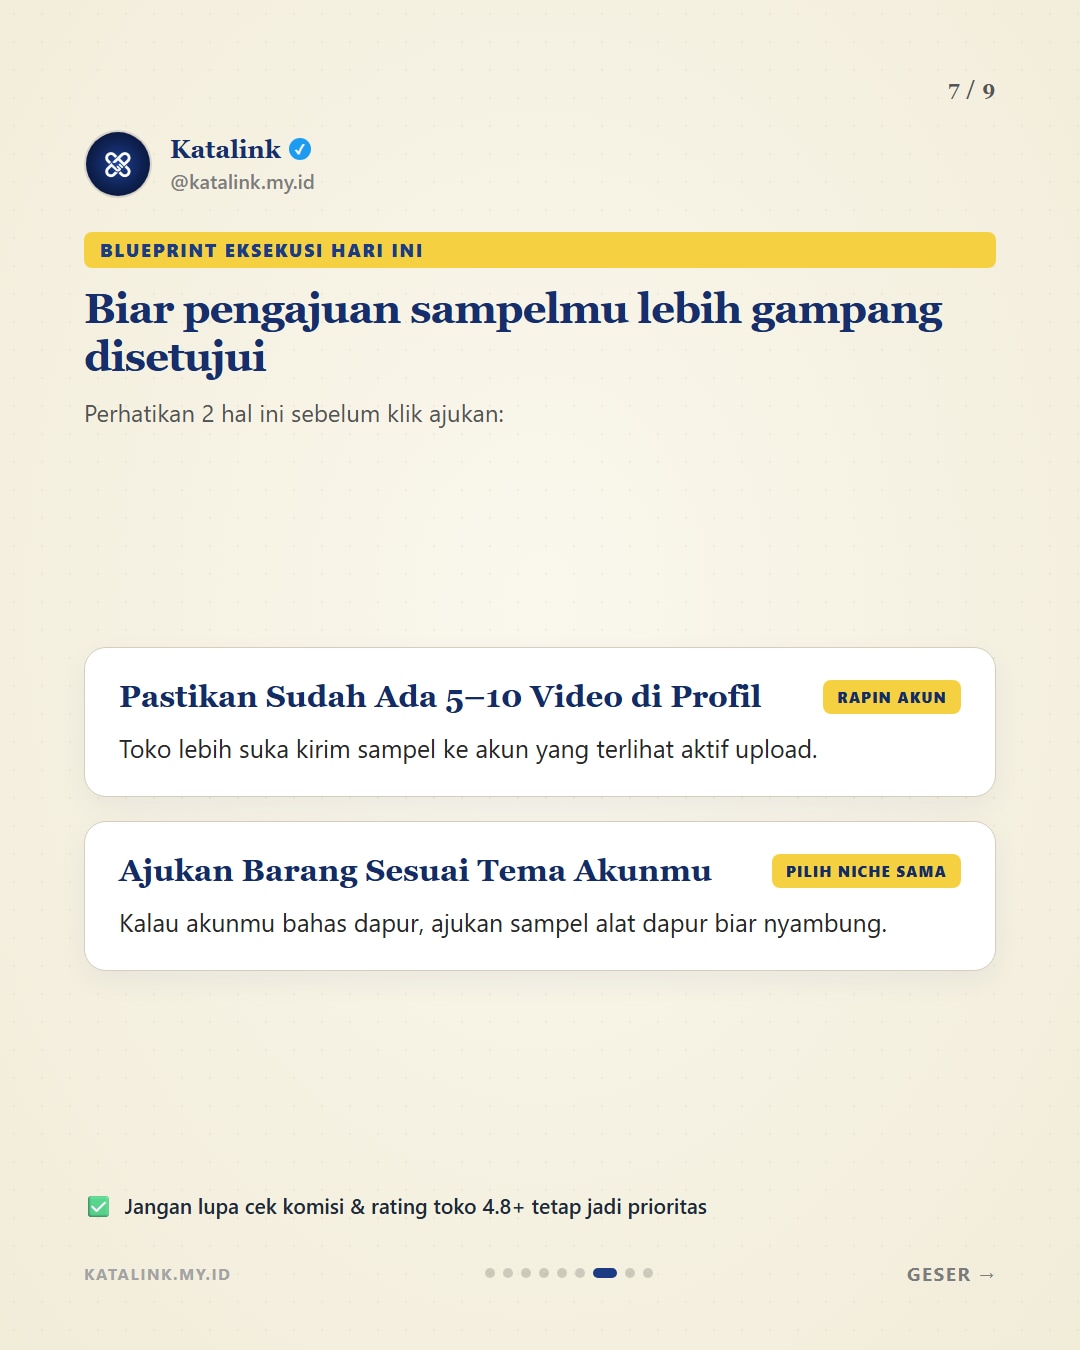 7 / 9
Katalink
@katalink.my.id
BLUEPRINT EKSEKUSI HARI INI
Biar pengajuan sampelmu lebih gampang
disetujui
Perhatikan 2 hal ini sebelum klik ajukan:
Pastikan Sudah Ada 5–10 Video di Profil
RAPIN AKUN
Toko lebih suka kirim sampel ke akun yang terlihat aktif upload.
Ajukan Barang Sesuai Tema Akunmu
PILIH NICHE SAMA
Kalau akunmu bahas dapur, ajukan sampel alat dapur biar nyambung.
✅ Jangan lupa cek komisi & rating toko 4.8+ tetap jadi prioritas
KATALINK.MY.ID
GESER →